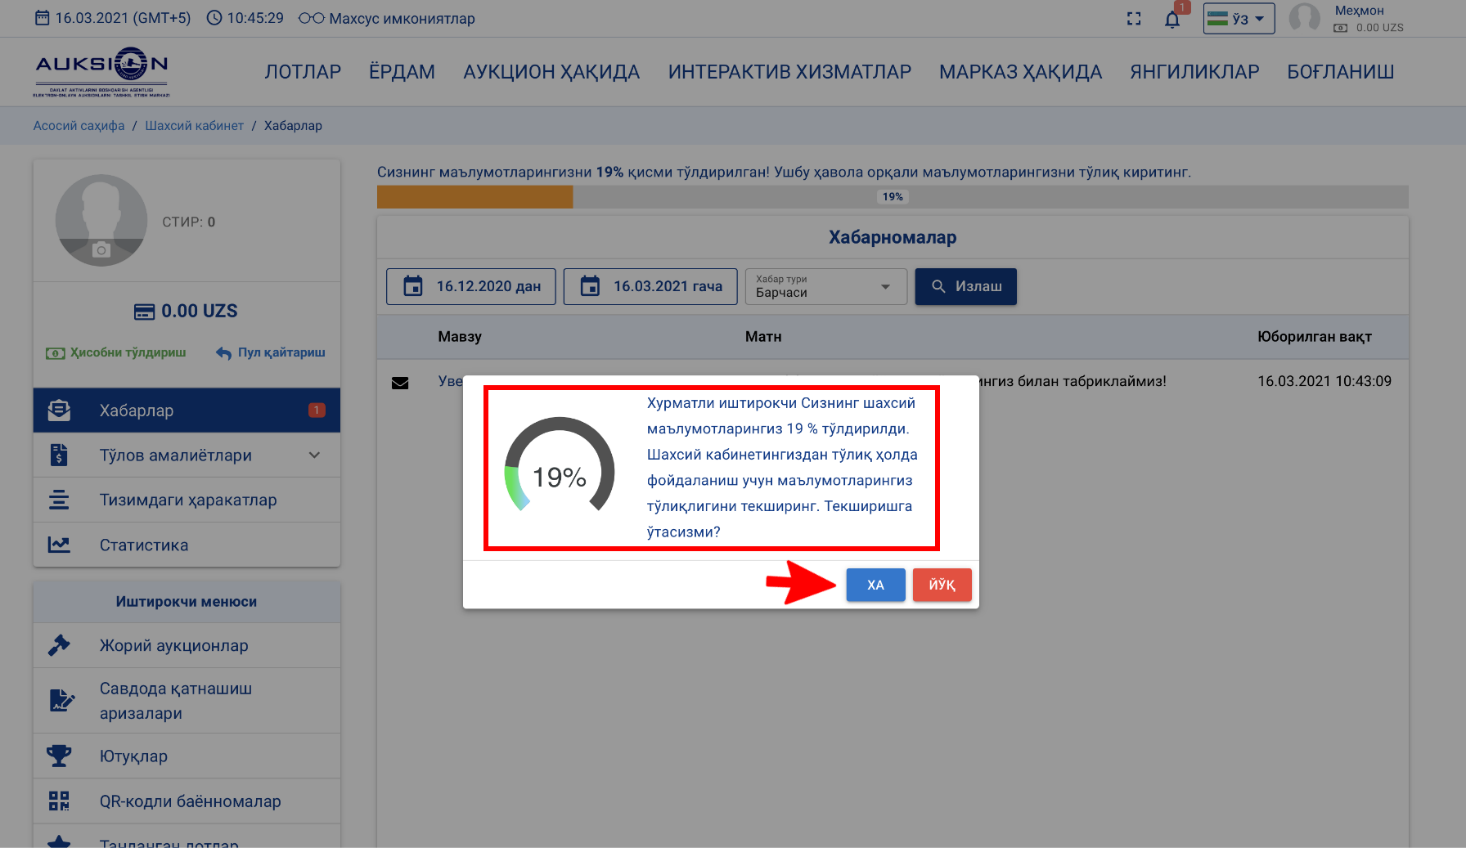 16.03.2021 (GMT+5) 10:45:29 Махсус имкониятлар
1
ЎЗ
Меҳмон
0.00 UZS
AUKSION
DAVLAT AKTIVLARINI BOSHQARISH AGENTLIGI
ELEKTRON-ONLAYN AUKSIONLARNI TASHKIL ETISH MARKAZI
ЛОТЛАР ЁРДАМ АУКЦИОН ҲАҚИДА ИНТЕРАКТИВ ХИЗМАТЛАР МАРКАЗ ҲАҚИДА ЯНГИЛИКЛАР БОҒЛАНИШ
Асосий саҳифа / Шахсий кабинет / Хабарлар
СТИР: 0
0.00 UZS
Ҳисобни тўлдириш Пул қайтариш
Хабарлар 1
Тўлов амалиётлари
Тизимдаги ҳаракатлар
Статистика
Иштирокчи менюси
Жорий аукционлар
Савдода қатнашиш
аризалари
Ютуқлар
QR-кодли баённомалар
Танланган лотлар
Сизнинг маълумотларингизни 19% қисми тўлдирилган! Ушбу ҳавола орқали маълумотларингизни тўлиқ киритинг.
19%
Хабарномалар
16.12.2020 дан 16.03.2021 гача
Хабар тури
Барчаси
Излаш
Мавзу Матн Юборилган вақт
Уве нгиз билан табриклаймиз! 16.03.2021 10:43:09
19%
Хурматли иштирокчи Сизнинг шахсий
маълумотларингиз 19 % тўлдирилди.
Шахсий кабинетингиздан тўлиқ ҳолда
фойдаланиш учун маълумотларингиз
тўлиқлигини текширинг. Текширишга
ўтасизми?
ХА ЙЎҚ